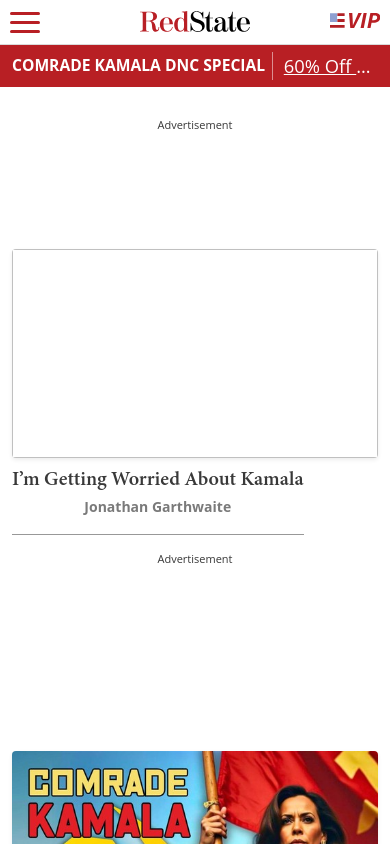 RedState
VIP
COMRADE KAMALA DNC SPECIAL
60% Off ...
Advertisement
I’m Getting Worried About Kamala
Jonathan Garthwaite
Advertisement
COMRADE
KAMALA